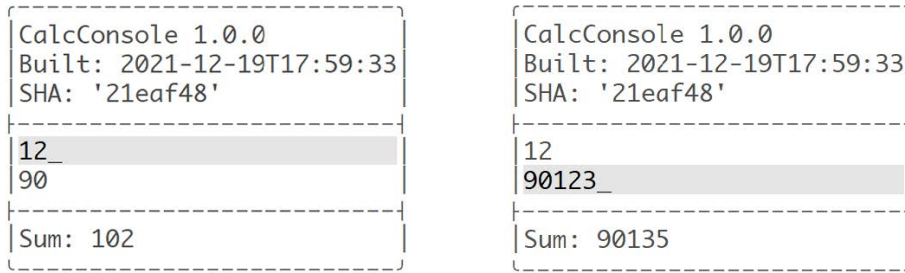 CalcConsole 1.0.0
Built: 2021-12-19T17:59:33
SHA: '21eaf48'
12_
90
Sum: 102
CalcConsole 1.0.0
Built: 2021-12-19T17:59:33
SHA: '21eaf48'
12
90123_
Sum: 90135